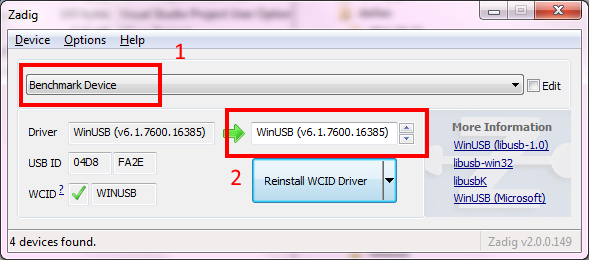 Zadig
Device Options Help
1
Benchmark Device
Edit
Driver WinUSB (v6.1.7600.16385) WinUSB (v6.1.7600.16385)
USB ID 04D8 FA2E
WCID ? WINUSB
2
Reinstall WCID Driver
More Information
WinUSB (libusb-1.0)
libusb-win32
libusbK
WinUSB (Microsoft)
4 devices found.
Zadig v2.0.0.149